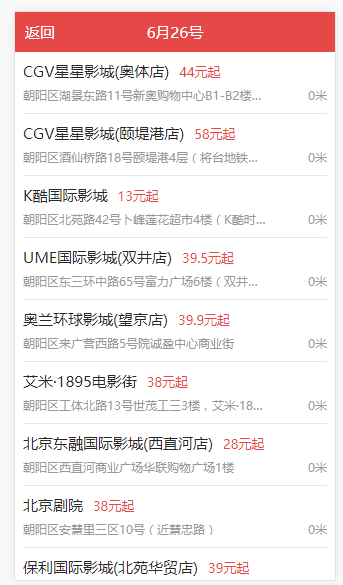 返回 6月26号
CGV星星影城(奥体店) 44元起
朝阳区湖景东路11号新奥购物中心B1-B2楼... 0米
CGV星星影城(颐堤港店) 58元起
朝阳区酒仙桥路18号颐堤港4层（将台地铁... 0米
K酷国际影城 13元起
朝阳区北苑路42号卜峰莲花超市4楼（K酷时... 0米
UME国际影城(双井店) 39.5元起
朝阳区东三环中路65号富力广场6楼（双井... 0米
奥兰环球影城(望京店) 39.9元起
朝阳区来广营西路5号院诚盈中心商业街 0米
艾米·1895电影街 38元起
朝阳区工体北路13号世茂工三3楼，艾米·18... 0米
北京东融国际影城(西直河店) 28元起
朝阳区西直河商业广场华联购物广场1楼 0米
北京剧院 38元起
朝阳区安慧里三区10号（近慧忠路） 0米
保利国际影城(北苑华贸店) 39元起